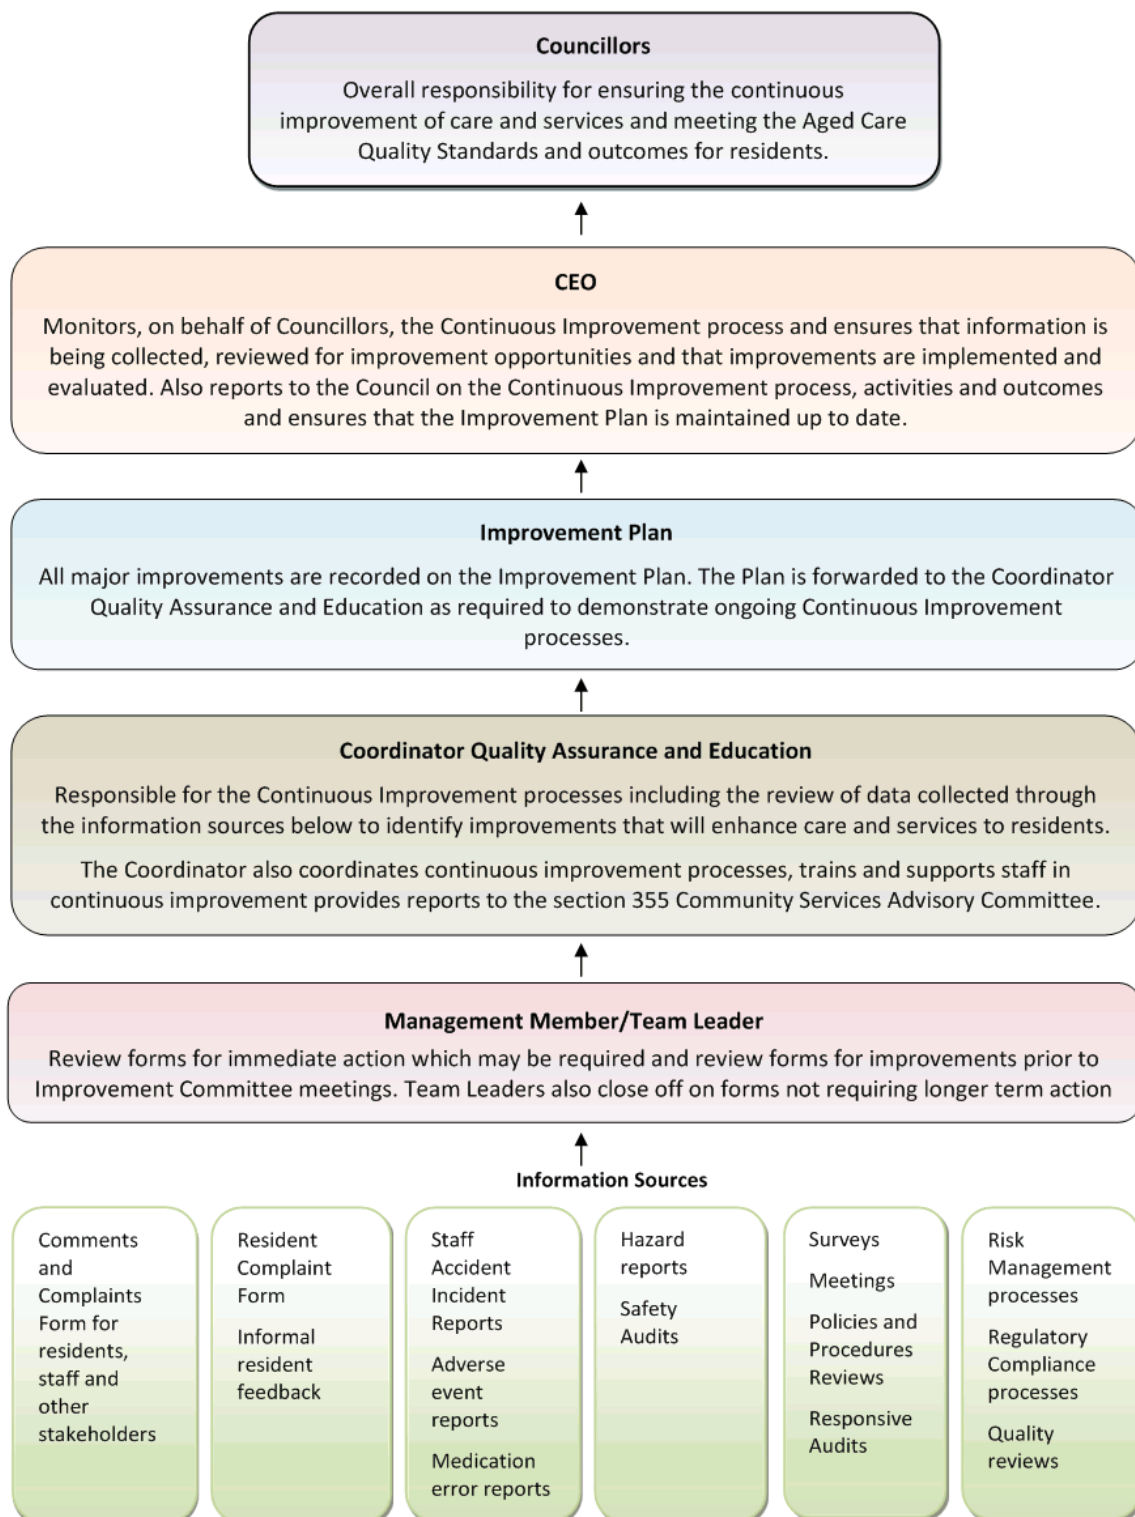 Councillors
Overall responsibility for ensuring the continuous
improvement of care and services and meeting the Aged Care
Quality Standards and outcomes for residents.
CEO
Monitors, on behalf of Councillors, the Continuous Improvement process and ensures that information is
being collected, reviewed for improvement opportunities and that improvements are implemented and
evaluated. Also reports to the Council on the Continuous Improvement process, activities and outcomes
and ensures that the Improvement Plan is maintained up to date.
Improvement Plan
All major improvements are recorded on the Improvement Plan. The Plan is forwarded to the Coordinator
Quality Assurance and Education as required to demonstrate ongoing Continuous Improvement
processes.
Coordinator Quality Assurance and Education
Responsible for the Continuous Improvement processes including the review of data collected through
the information sources below to identify improvements that will enhance care and services to residents.
The Coordinator also coordinates continuous improvement processes, trains and supports staff in
continuous improvement provides reports to the section 355 Community Services Advisory Committee.
Management Member/Team Leader
Review forms for immediate action which may be required and review forms for improvements prior to
Improvement Committee meetings. Team Leaders also close off on forms not requiring longer term action
Information Sources
Comments
and
Complaints
Form for
residents,
staff and
other
stakeholders
Resident
Complaint
Form
Informal
resident
feedback
Staff
Accident
Incident
Reports
Adverse
event
reports
Medication
error reports
Hazard
reports
Safety
Audits
Surveys
Meetings
Policies and
Procedures
Reviews
Responsive
Audits
Risk
Management
processes
Regulatory
Compliance
processes
Quality
reviews